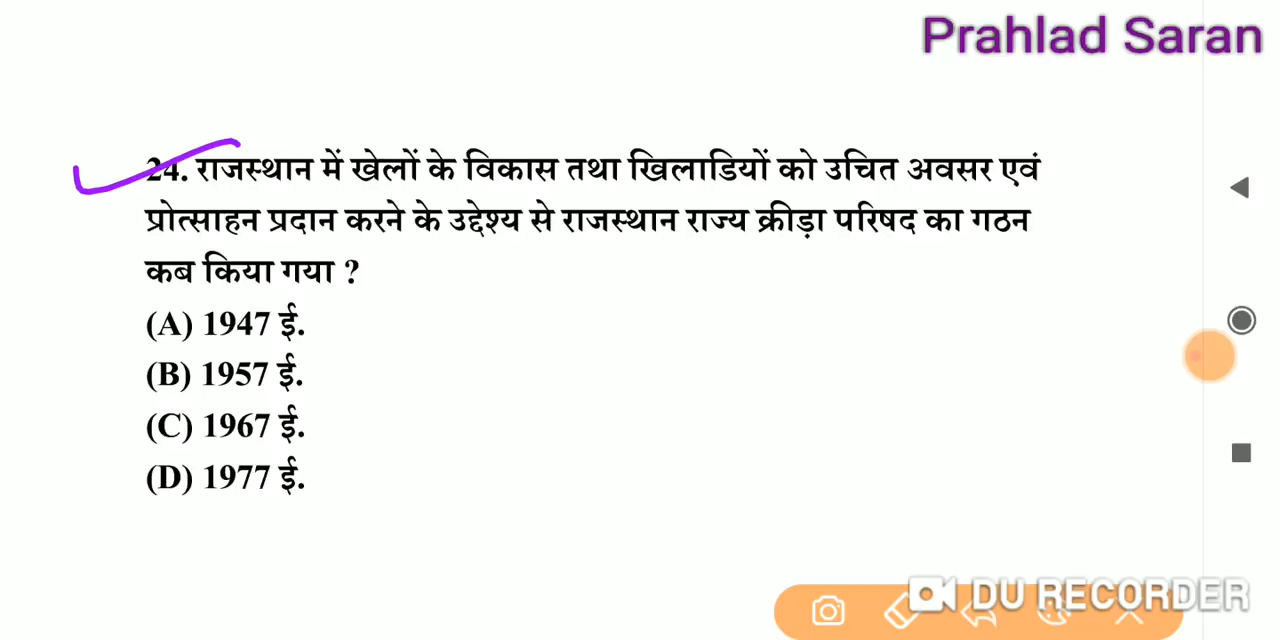 Prahlad Saran
24. राजस्थान में खेलों के विकास तथा खिलाडियों को उचित अवसर एवं
प्रोत्साहन प्रदान करने के उद्देश्य से राजस्थान राज्य क्रीड़ा परिषद का गठन
कब किया गया ?
(A) 1947 ई.
(B) 1957 ई.
(C) 1967 ई.
(D) 1977 ई.
DU RECORDER